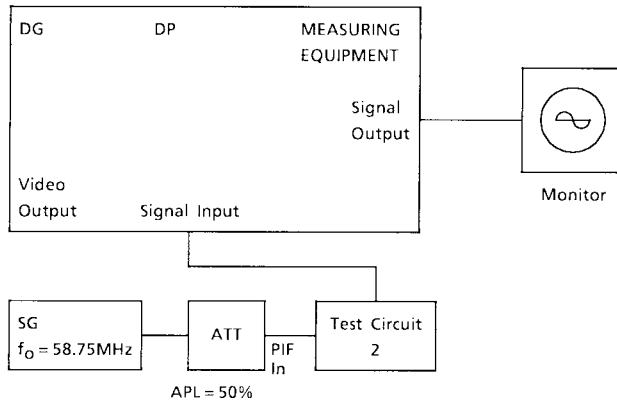 DG DP MEASURING
EQUIPMENT
Signal
Output
Monitor
Video
Output Signal Input
SG
fO = 58.75MHz
ATT
PIF
In
Test Circuit
2
APL = 50%